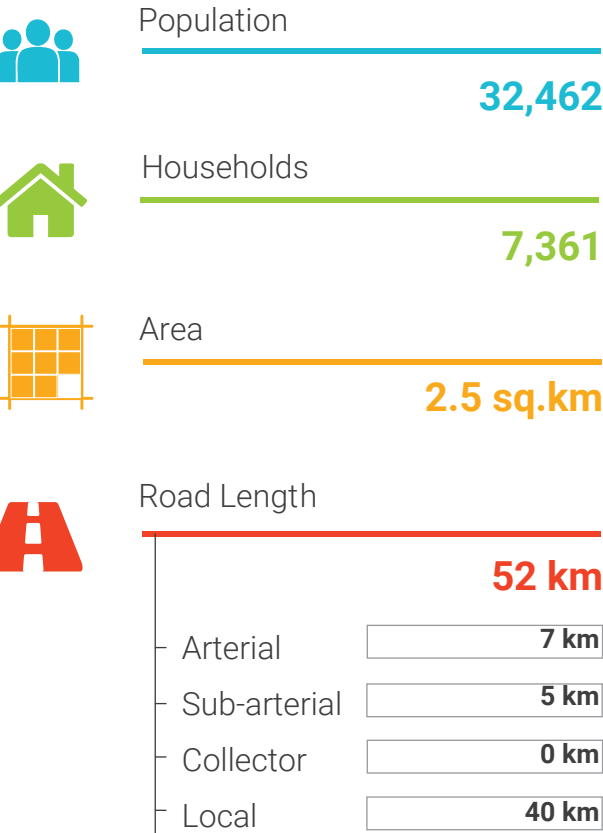 Population
32,462
Households
7,361
Area
2.5 sq.km
Road Length
52 km
Arterial 7 km
Sub-arterial 5 km
Collector 0 km
Local 40 km